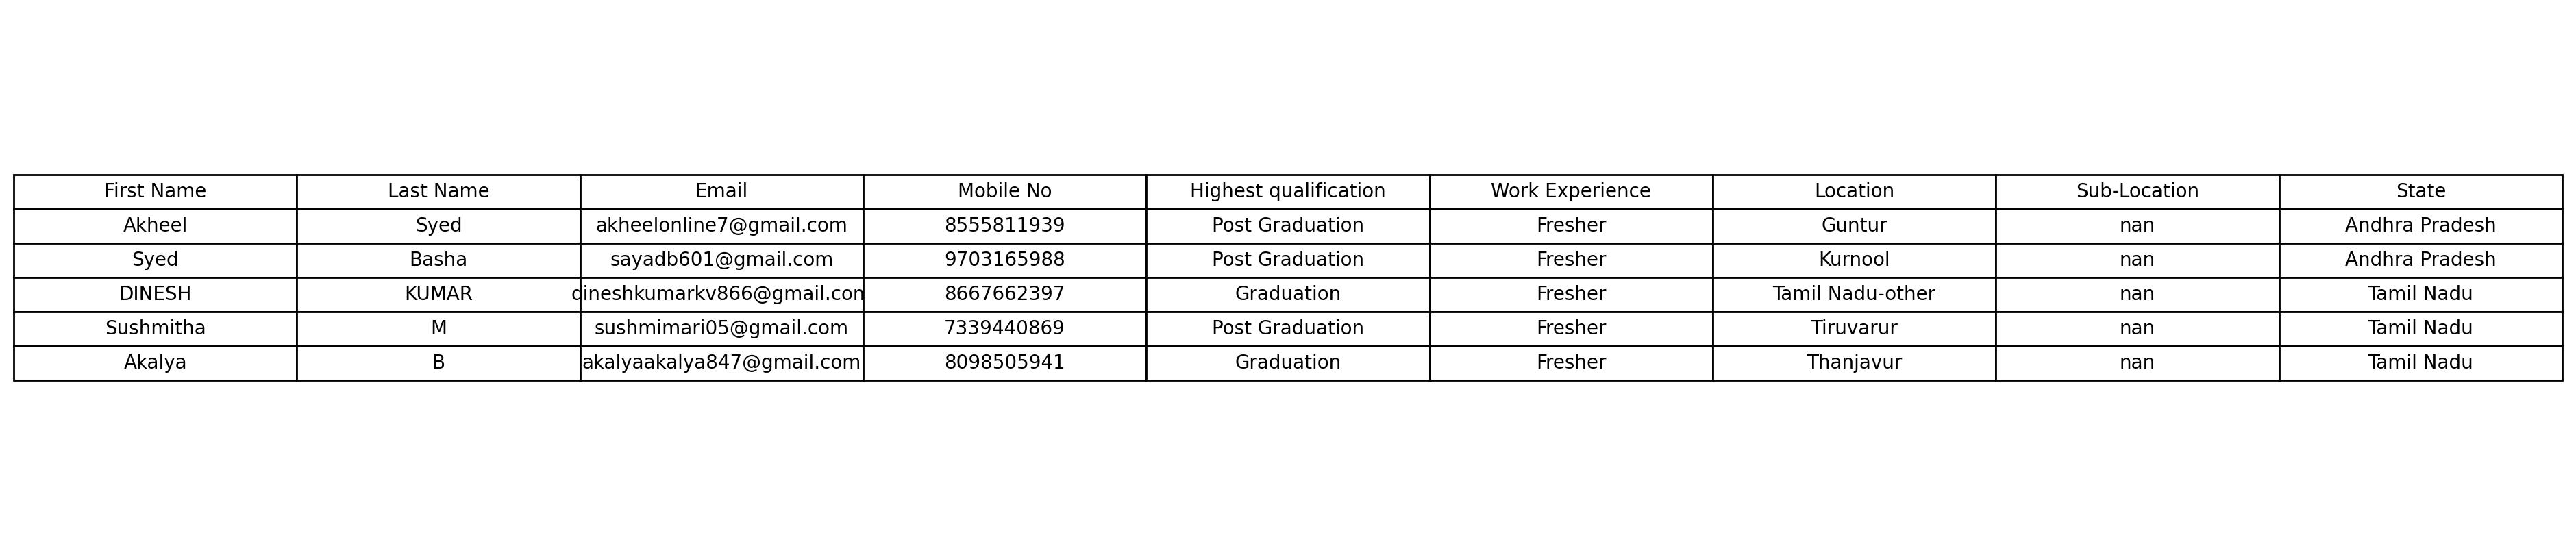 First Name Last Name Email Mobile No Highest qualification Work Experience Location Sub-Location State
Akheel Syed akheelonline7@gmail.com 8555811939 Post Graduation Fresher Guntur nan Andhra Pradesh
Syed Basha sayadb601@gmail.com 9703165988 Post Graduation Fresher Kurnool nan Andhra Pradesh
DINESH KUMAR dineshkumarkv866@gmail.com 8667662397 Graduation Fresher Tamil Nadu-other nan Tamil Nadu
Sushmitha M sushmimari05@gmail.com 7339440869 Post Graduation Fresher Tiruvarur nan Tamil Nadu
Akalya B akalyaakalya847@gmail.com 8098505941 Graduation Fresher Thanjavur nan Tamil Nadu